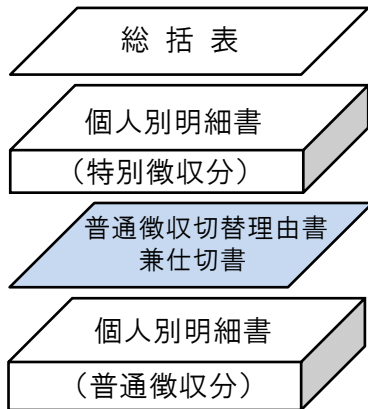 総 括 表
個人別明細書
（特別徴収分）
普通徴収切替理由書
兼仕切書
個人別明細書
（普通徴収分）